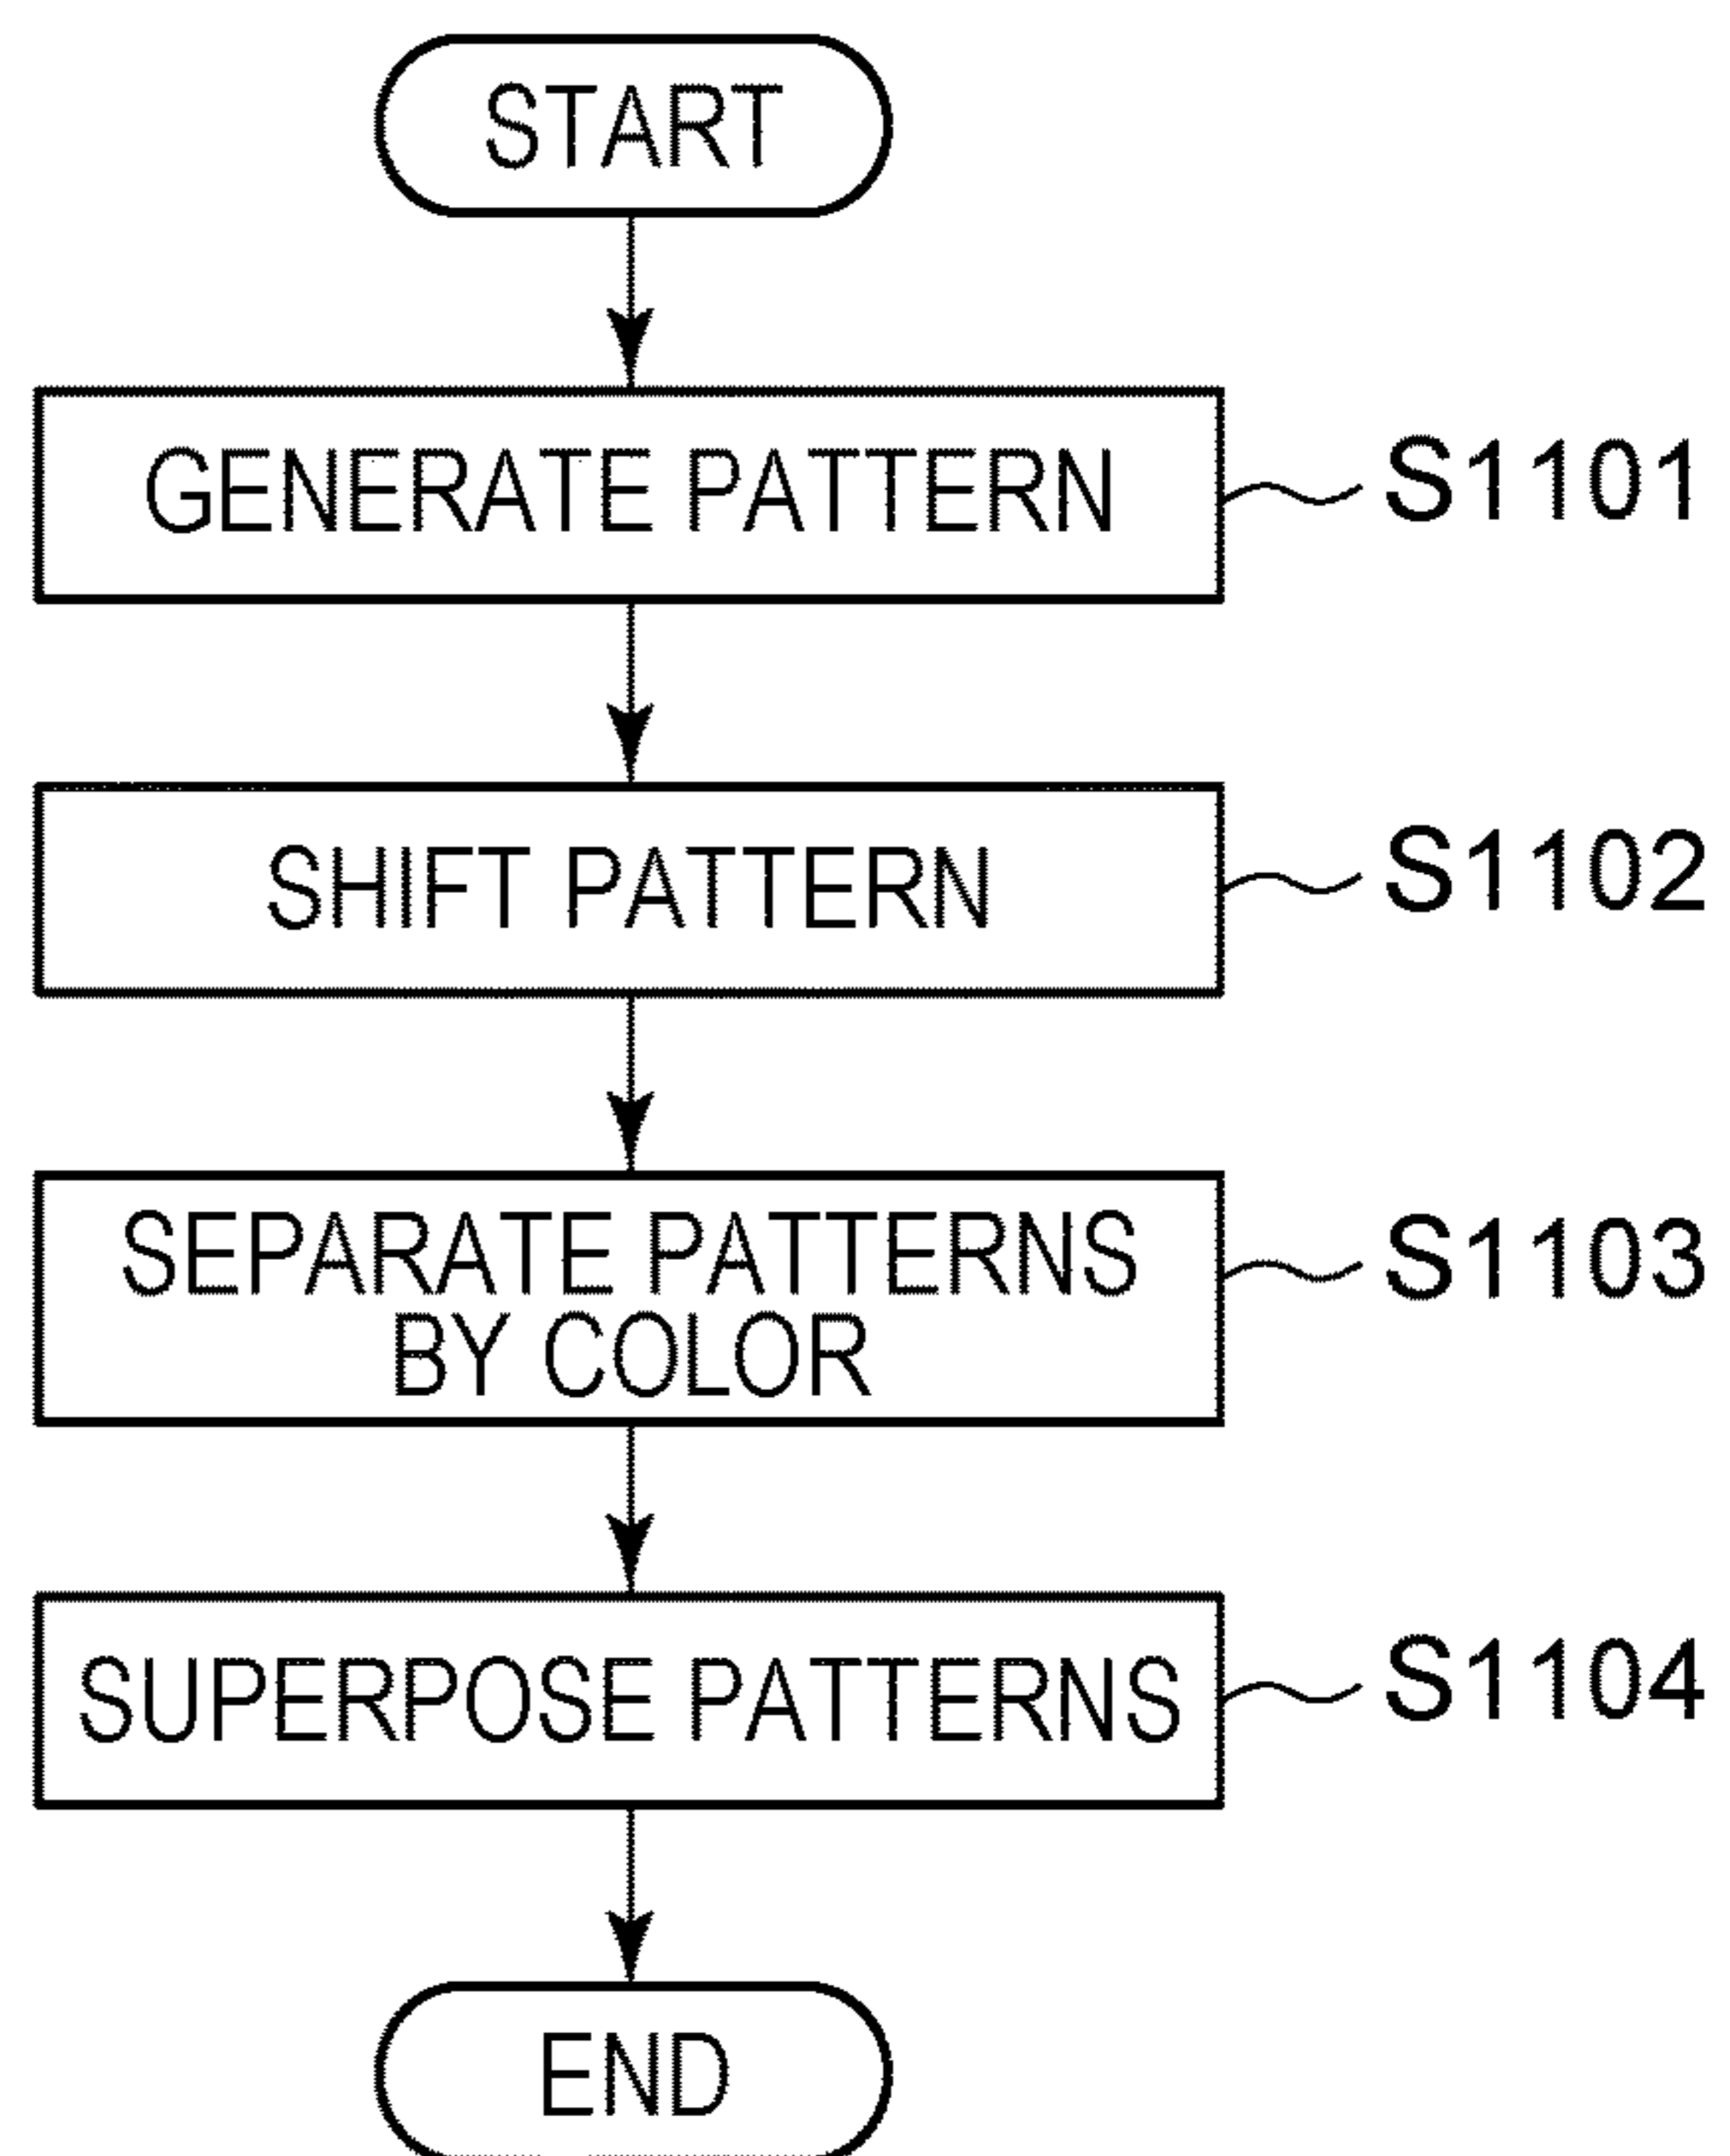 START
GENERATE PATTERN
S1101
SHIFT PATTERN
S1102
SEPARATE PATTERNS
BY COLOR
S1103
SUPERPOSE PATTERNS
S1104
END